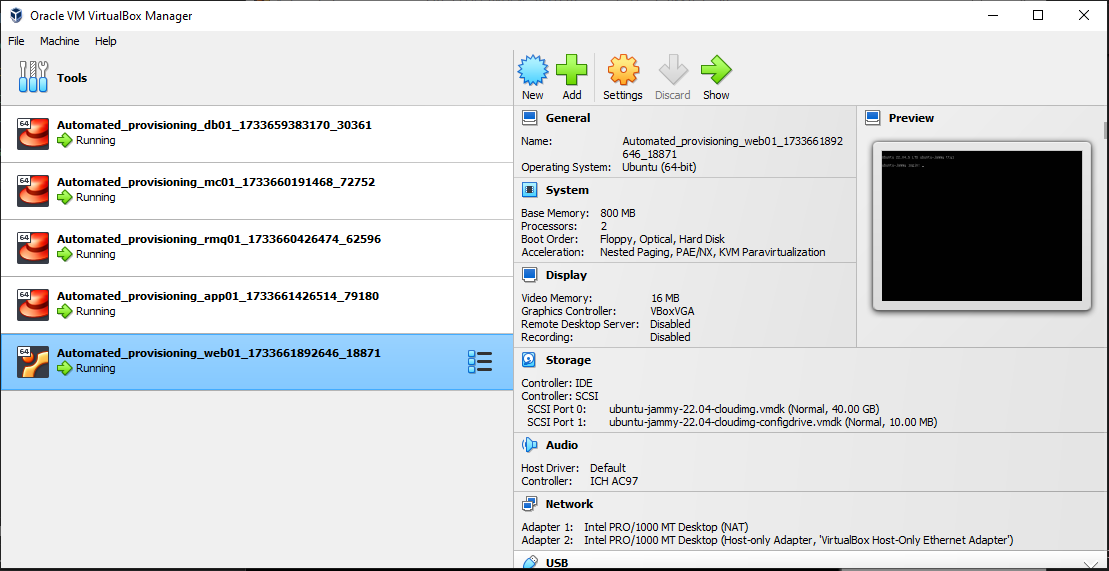 Oracle VM VirtualBox Manager
File Machine Help
Tools
64 Automated_provisioning_db01_1733659383170_30361
Running
64 Automated_provisioning_mc01_1733660191468_72752
Running
64 Automated_provisioning_rmq01_1733660426474_62596
Running
64 Automated_provisioning_app01_1733661426514_79180
Running
64 Automated_provisioning_web01_1733661892646_18871
Running
New Add Settings Discard Show
General
Name: Automated_provisioning_web01_1733661892
646_18871
Operating System: Ubuntu (64-bit)
System
Base Memory: 800 MB
Processors: 2
Boot Order: Floppy, Optical, Hard Disk
Acceleration: Nested Paging, PAE/NX, KVM Paravirtualization
Display
Video Memory: 16 MB
Graphics Controller: VBoxVGA
Remote Desktop Server: Disabled
Recording: Disabled
Preview
Storage
Controller: IDE
Controller: SCSI
SCSI Port 0: ubuntu-jammy-22.04-cloudimg.vmdk (Normal, 40.00 GB)
SCSI Port 1: ubuntu-jammy-22.04-cloudimg-configdrive.vmdk (Normal, 10.00 MB)
Audio
Host Driver: Default
Controller: ICH AC97
Network
Adapter 1: Intel PRO/1000 MT Desktop (NAT)
Adapter 2: Intel PRO/1000 MT Desktop (Host-only Adapter, 'VirtualBox Host-Only Ethernet Adapter')
USB